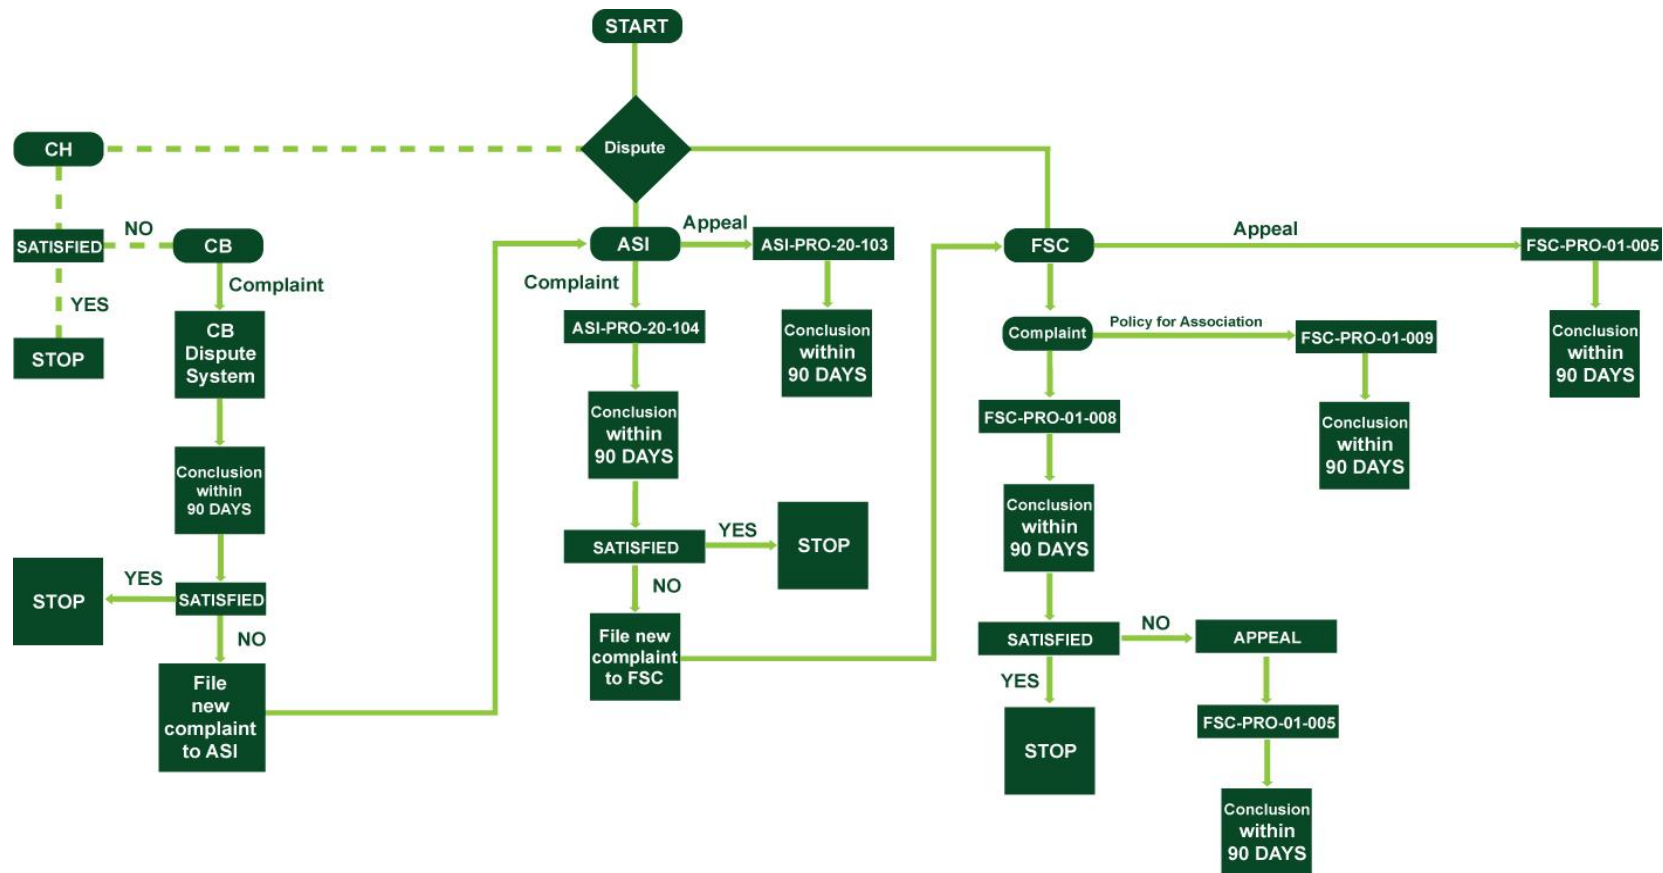 START
Dispute
CH
SATISFIED
NO
YES
STOP
CB
Complaint
CB
Dispute
System
Conclusion
within
90 DAYS
SATISFIED
YES
STOP
NO
File
new
complaint
to ASI
ASI
Appeal
ASI-PRO-20-103
Conclusion
within
90 DAYS
Complaint
ASI-PRO-20-104
Conclusion
within
90 DAYS
SATISFIED
YES
STOP
NO
File new
complaint
to FSC
FSC
Appeal
FSC-PRO-01-005
Conclusion
within
90 DAYS
Complaint
Policy for Association
FSC-PRO-01-009
Conclusion
within
90 DAYS
FSC-PRO-01-008
Conclusion
within
90 DAYS
SATISFIED
YES
STOP
NO
APPEAL
FSC-PRO-01-005
Conclusion
within
90 DAYS